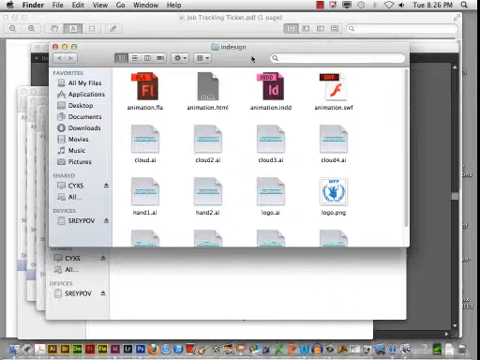 Finder File Edit View Go Window Help
Tue 8:26 PM
Job Tracking Ticket.pdf (1 page)
indesign
FAVORITES
All My Files
Applications
Desktop
Documents
Downloads
Movies
Music
Pictures
SHARED
CYXS
All...
DEVICES
SREYPOV
animation.fla animation.html animation.indd animation.swf
cloud.ai cloud2.ai cloud3.ai cloud4.ai
hand1.ai hand2.ai logo.ai logo.png
CYXS
All...
DEVICES
SREYPOV